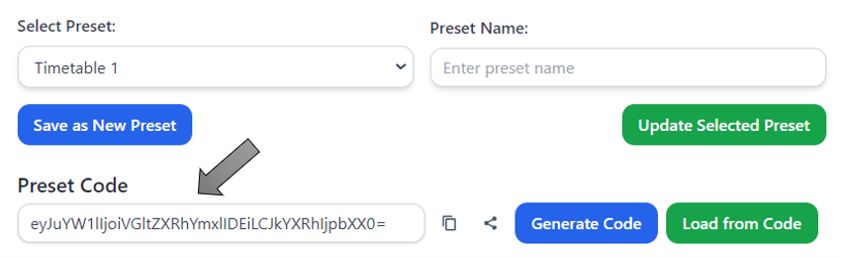 Select Preset:
Preset Name:
Timetable 1
Enter preset name
Save as New Preset
Update Selected Preset
Preset Code
eyJuYW1lIjoiVGltZXRhYmxlIDEiLCJkYXRhIjpbXX0=
Generate Code
Load from Code